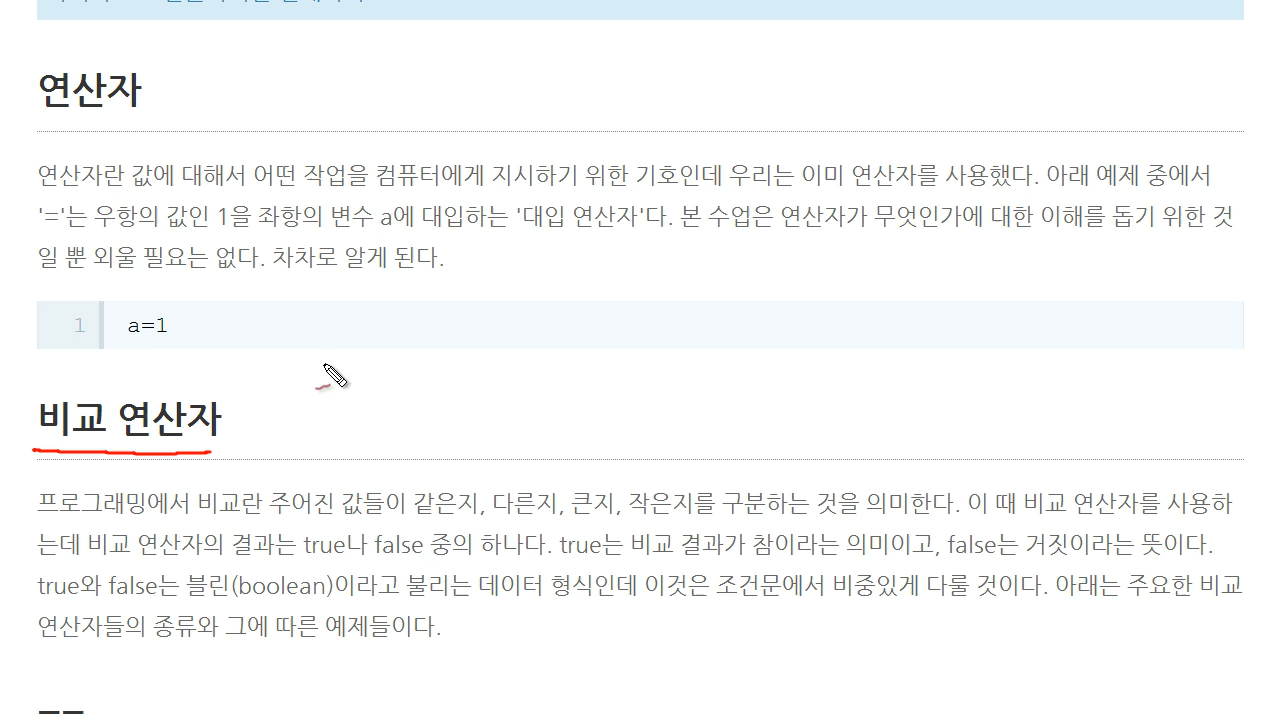 연산자
연산자란 값에 대해서 어떤 작업을 컴퓨터에게 지시하기 위한 기호인데 우리는 이미 연산자를 사용했다. 아래 예제 중에서
'='는 우항의 값인 1을 좌항의 변수 a에 대입하는 '대입 연산자'다. 본 수업은 연산자가 무엇인가에 대한 이해를 돕기 위한 것
일 뿐 외울 필요는 없다. 차차로 알게 된다.
1 a=1
비교 연산자
프로그래밍에서 비교란 주어진 값들이 같은지, 다른지, 큰지, 작은지를 구분하는 것을 의미한다. 이 때 비교 연산자를 사용하
는데 비교 연산자의 결과는 true나 false 중의 하나다. true는 비교 결과가 참이라는 의미이고, false는 거짓이라는 뜻이다.
true와 false는 블린(boolean)이라고 불리는 데이터 형식인데 이것은 조건문에서 비중있게 다룰 것이다. 아래는 주요한 비교
연산자들의 종류와 그에 따른 예제들이다.